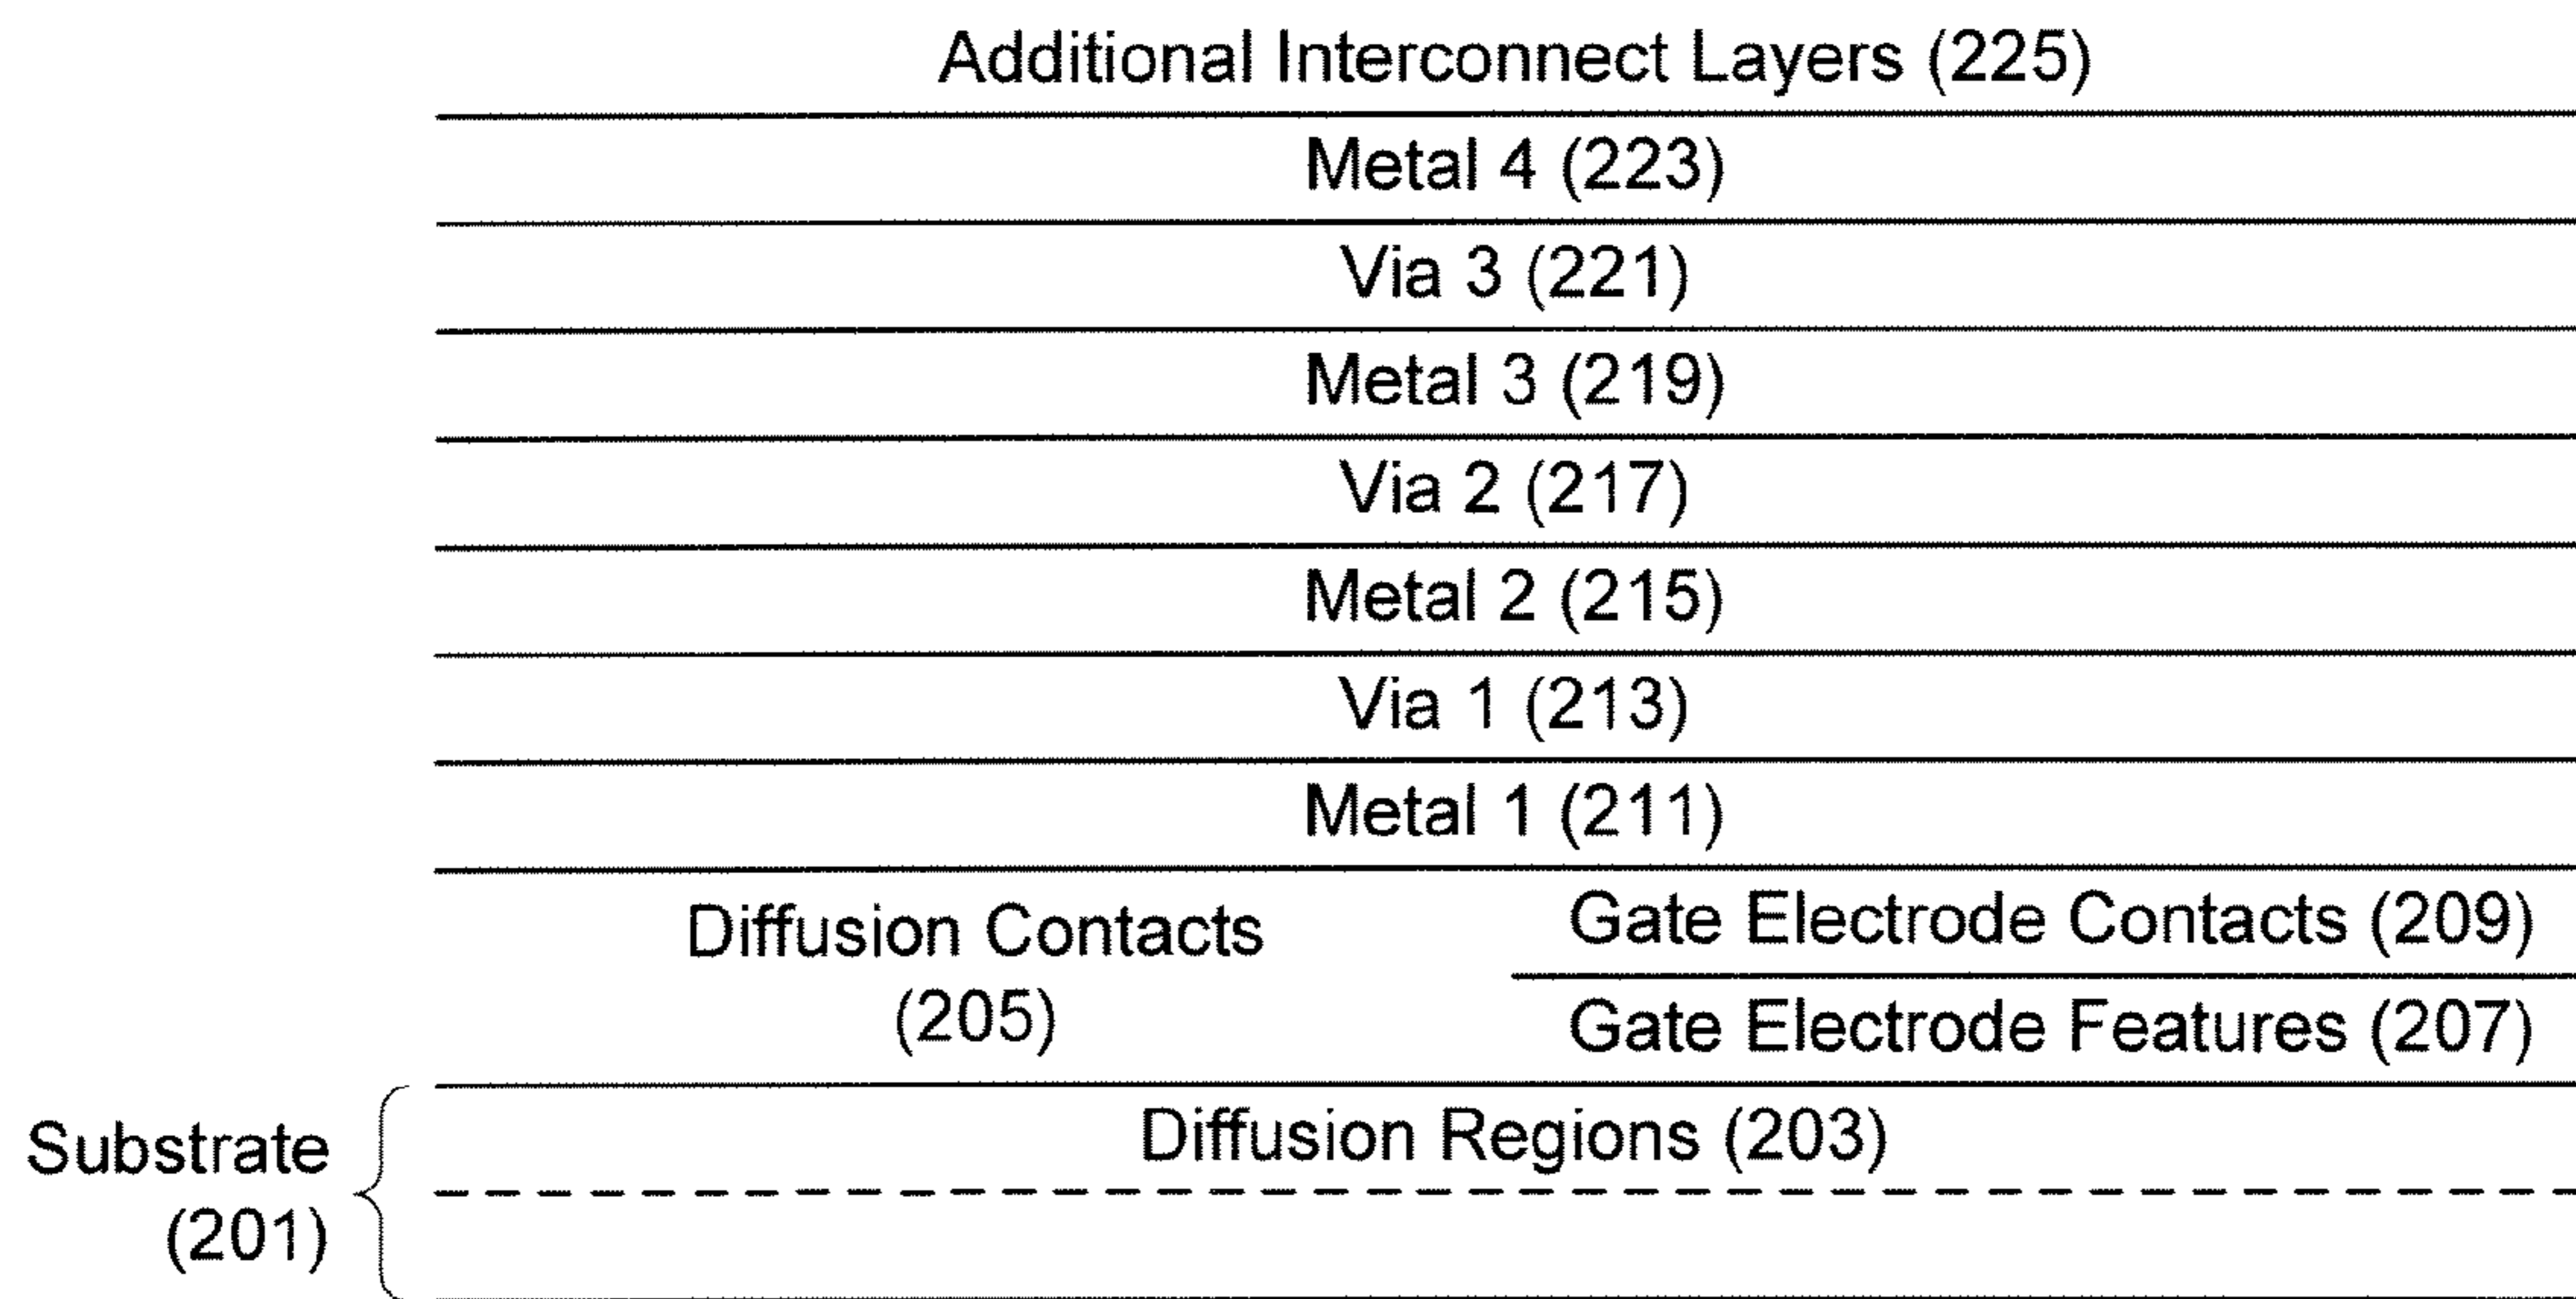 Additional Interconnect Layers (225)
Metal 4 (223)
Via 3 (221)
Metal 3 (219)
Via 2 (217)
Metal 2 (215)
Via 1 (213)
Metal 1 (211)
Diffusion Contacts
(205)
Gate Electrode Contacts (209)
Gate Electrode Features (207)
Substrate
(201)
Diffusion Regions (203)